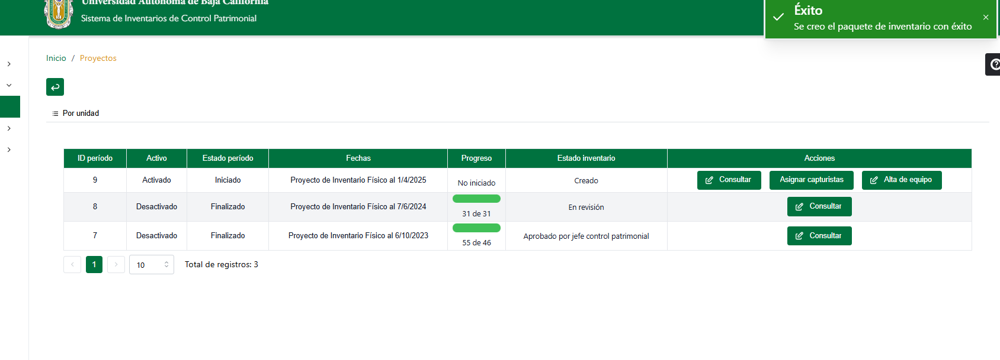 Universidad Autónoma de Baja California
Sistema de Inventarios de Control Patrimonial
Éxito
Se creo el paquete de inventario con éxito
Inicio / Proyectos
Por unidad
ID período Activo Estado período Fechas Progreso Estado inventario Acciones
9 Activado Iniciado Proyecto de Inventario Físico al 1/4/2025 No iniciado Creado Consultar Asignar capturistas Alta de equipo
8 Desactivado Finalizado Proyecto de Inventario Físico al 7/6/2024 31 de 31 En revisión Consultar
7 Desactivado Finalizado Proyecto de Inventario Físico al 6/10/2023 55 de 46 Aprobado por jefe control patrimonial Consultar
1 10 Total de registros: 3